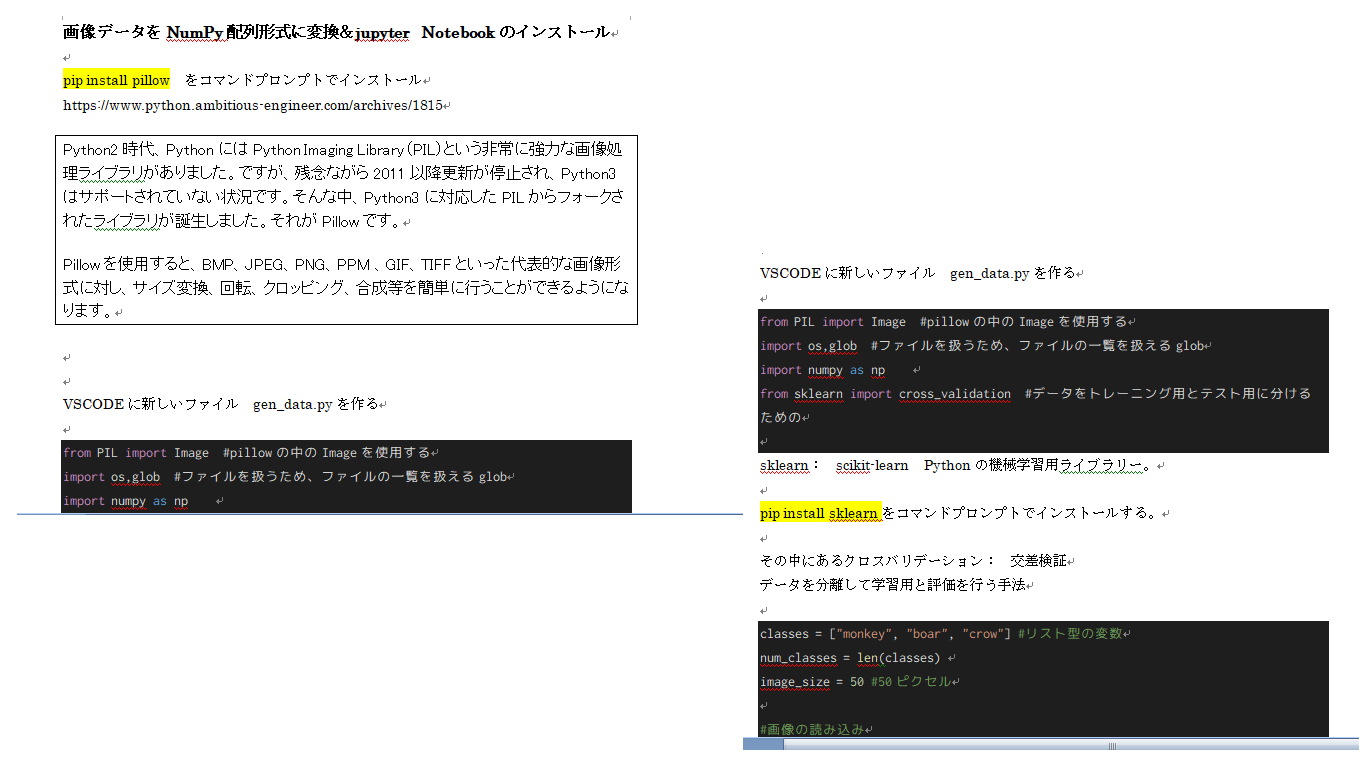 画像データを NumPy 配列形式に変換&jupyter　Notebook のインストール
pip install pillow　をコマンドプロンプトでインストール
https://www.python.ambitious-engineer.com/archives/1815
Python2 時代、Python には Python Imaging Library（PIL）という非常に強力な画像処
理ライブラリがありました。ですが、残念ながら 2011 以降更新が停止され、Python3
はサポートされていない状況です。そんな中、Python3 に対応した PIL からフォークさ
れたライブラリが誕生しました。それが Pillow です。
Pillow を使用すると、BMP、JPEG、PNG、PPM 、GIF、TIFF といった代表的な画像形
式に対し、サイズ変換、回転、クロッピング、合成等を簡単に行うことができるようにな
ります。
VSCODE に新しいファイル　gen_data.py を作る
from PIL import Image  #pillow の中の Image を使用する
import os,glob  #ファイルを扱うため、ファイルの一覧を扱える glob
import numpy as np
VSCODE に新しいファイル　gen_data.py を作る
from PIL import Image  #pillow の中の Image を使用する
import os,glob  #ファイルを扱うため、ファイルの一覧を扱える glob
import numpy as np
from sklearn import cross_validation  #データをトレーニング用とテスト用に分ける
ための
sklearn：　scikit-learn　Python の機械学習用ライブラリー。
pip install sklearn をコマンドプロンプトでインストールする。
その中にあるクロスバリデーション：　交差検証
データを分離して学習用と評価を行う手法
classes = ["monkey", "boar", "crow"] #リスト型の変数
num_classes = len(classes)
image_size = 50 #50 ピクセル
#画像の読み込み